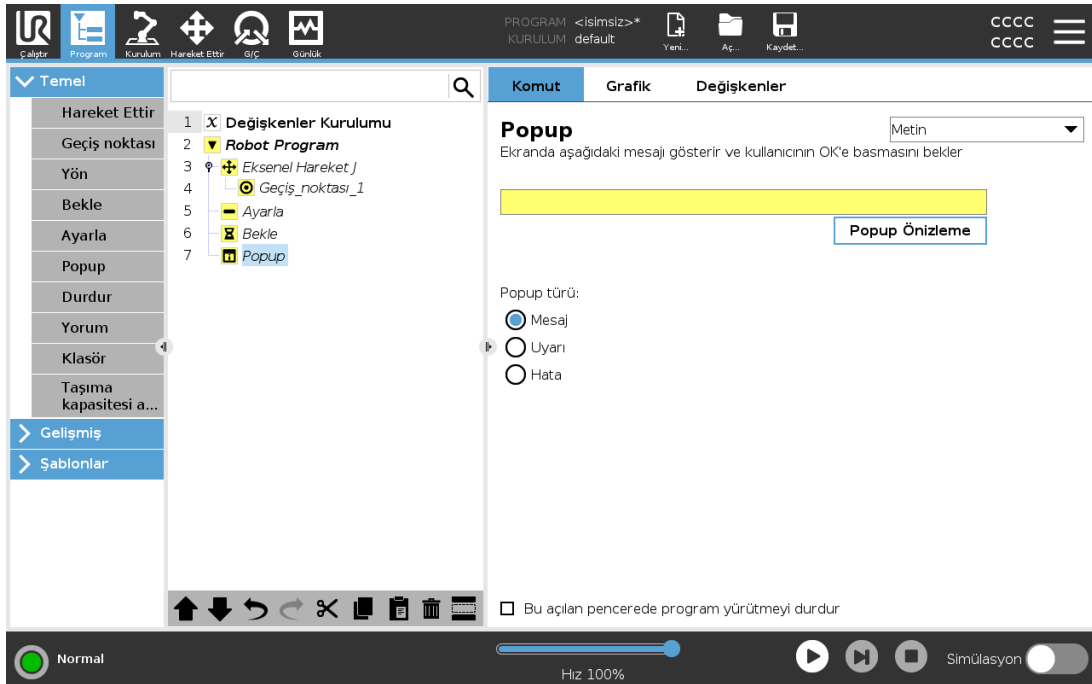 PROGRAM <isimsiz>*
KURULUM default
cccc
cccc
Çalıştır
Program
Kurulum
Hareket Ettir
G/Ç
Günlük
Yeni...
Aç...
Kaydet...
Temel
Hareket Ettir
Geçiş noktası
Yön
Bekle
Ayarla
Popup
Durdur
Yorum
Klasör
Taşıma
kapasitesi a...
Gelişmiş
Şablonlar
1 x Değişkenler Kurulumu
2 Robot Program
3 Eksenel Hareket J
4 Geçiş_noktası_1
5 Ayarla
6 Bekle
7 Popup
Komut
Grafik
Değişkenler
Popup
Metin
Ekranda aşağıdaki mesajı gösterir ve kullanıcının OK'e basmasını bekler
Popup Önizleme
Popup türü:
Mesaj
Uyarı
Hata
Bu açılan pencerede program yürütmeyi durdur
Normal
Hız 100%
Simülasyon